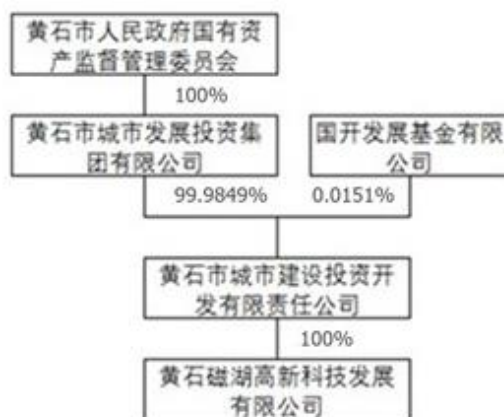 黄石市人民政府国有资
产监督管理委员会
100%
黄石市城市发展投资集
团有限公司
国开发展基金有限
公司
99.9849%
0.0151%
黄石市城市建设投资开
发有限责任公司
100%
黄石磁湖高新科技发展
有限公司